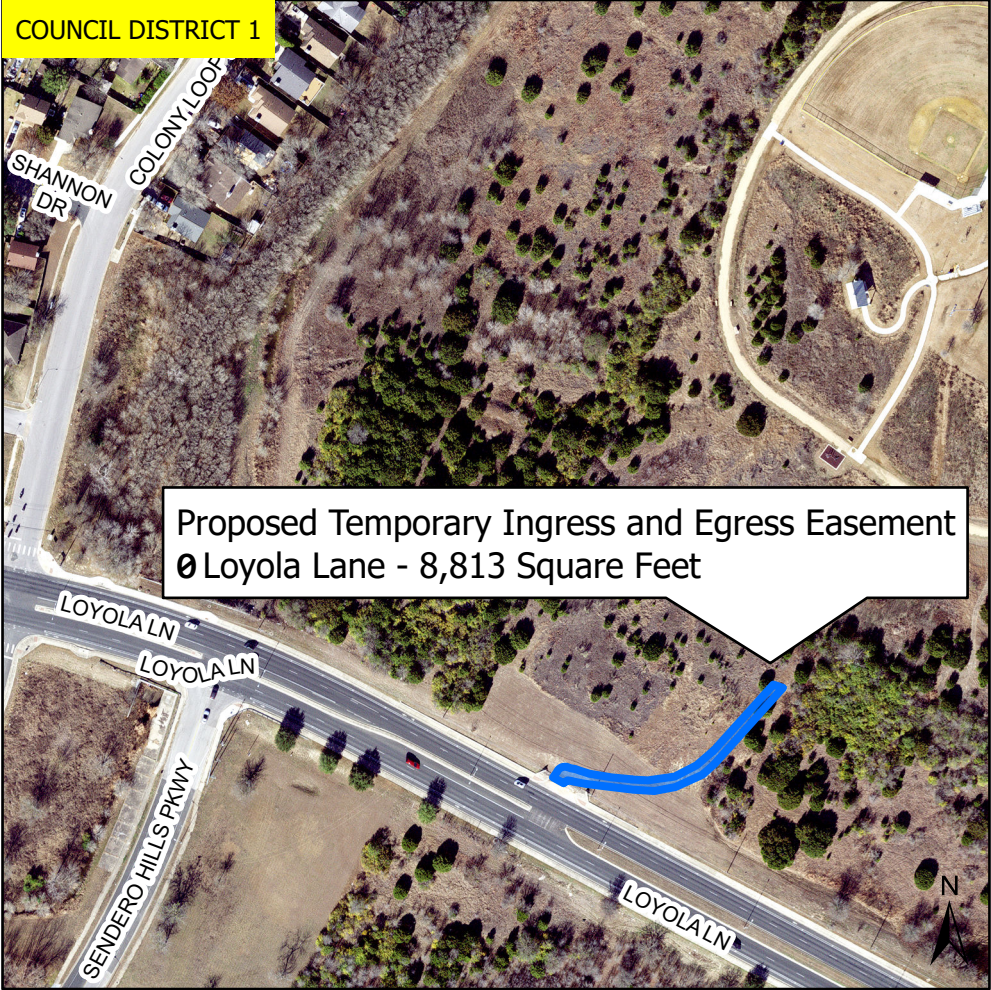 COUNCIL DISTRICT 1
COLONY LOOP
SHANNON
DR
Proposed Temporary Ingress and Egress Easement
0 Loyola Lane - 8,813 Square Feet
LOYOLA LN
LOYOLA LN
SENDERO HILLS PKWY
LOYOLA LN
N